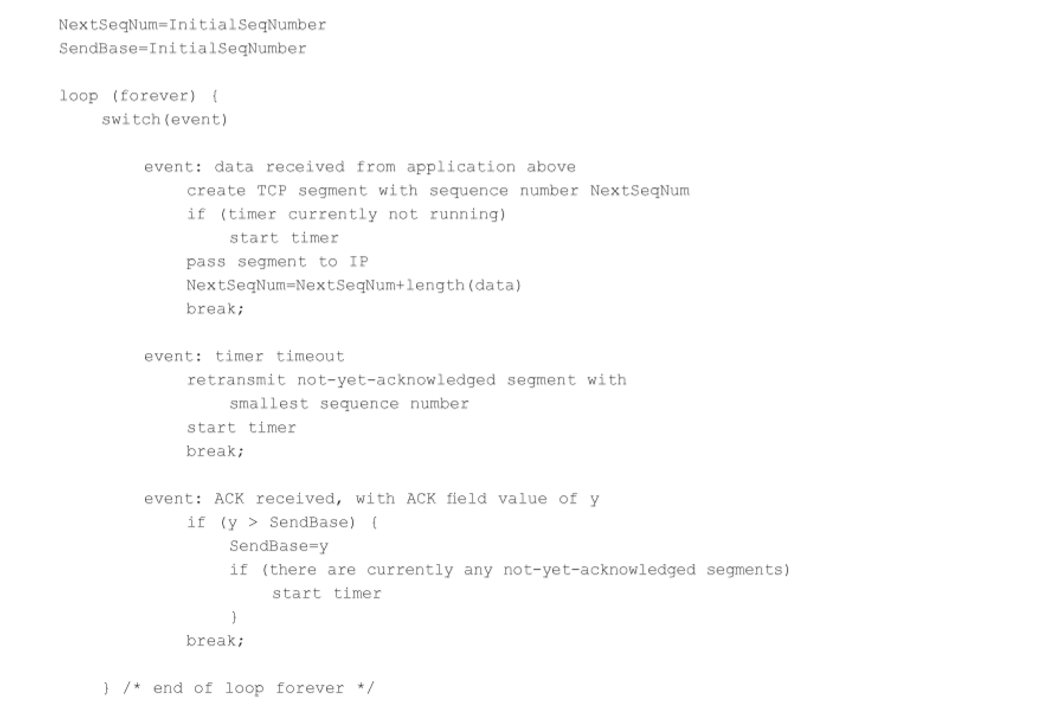 NextSeqNum=InitialSeqNumber
SendBase=InitialSeqNumber
loop (forever) {
switch(event)
event: data received from application above
create TCP segment with sequence number NextSeqNum
if (timer currently not running)
start timer
pass segment to IP
NextSeqNum=NextSeqNum+length(data)
break;
event: timer timeout
retransmit not-yet-acknowledged segment with
smallest sequence number
start timer
break;
event: ACK received, with ACK field value of y
if (y > SendBase) {
SendBase=y
if (there are currently any not-yet-acknowledged segments)
start timer
}
break;
} /* end of loop forever */